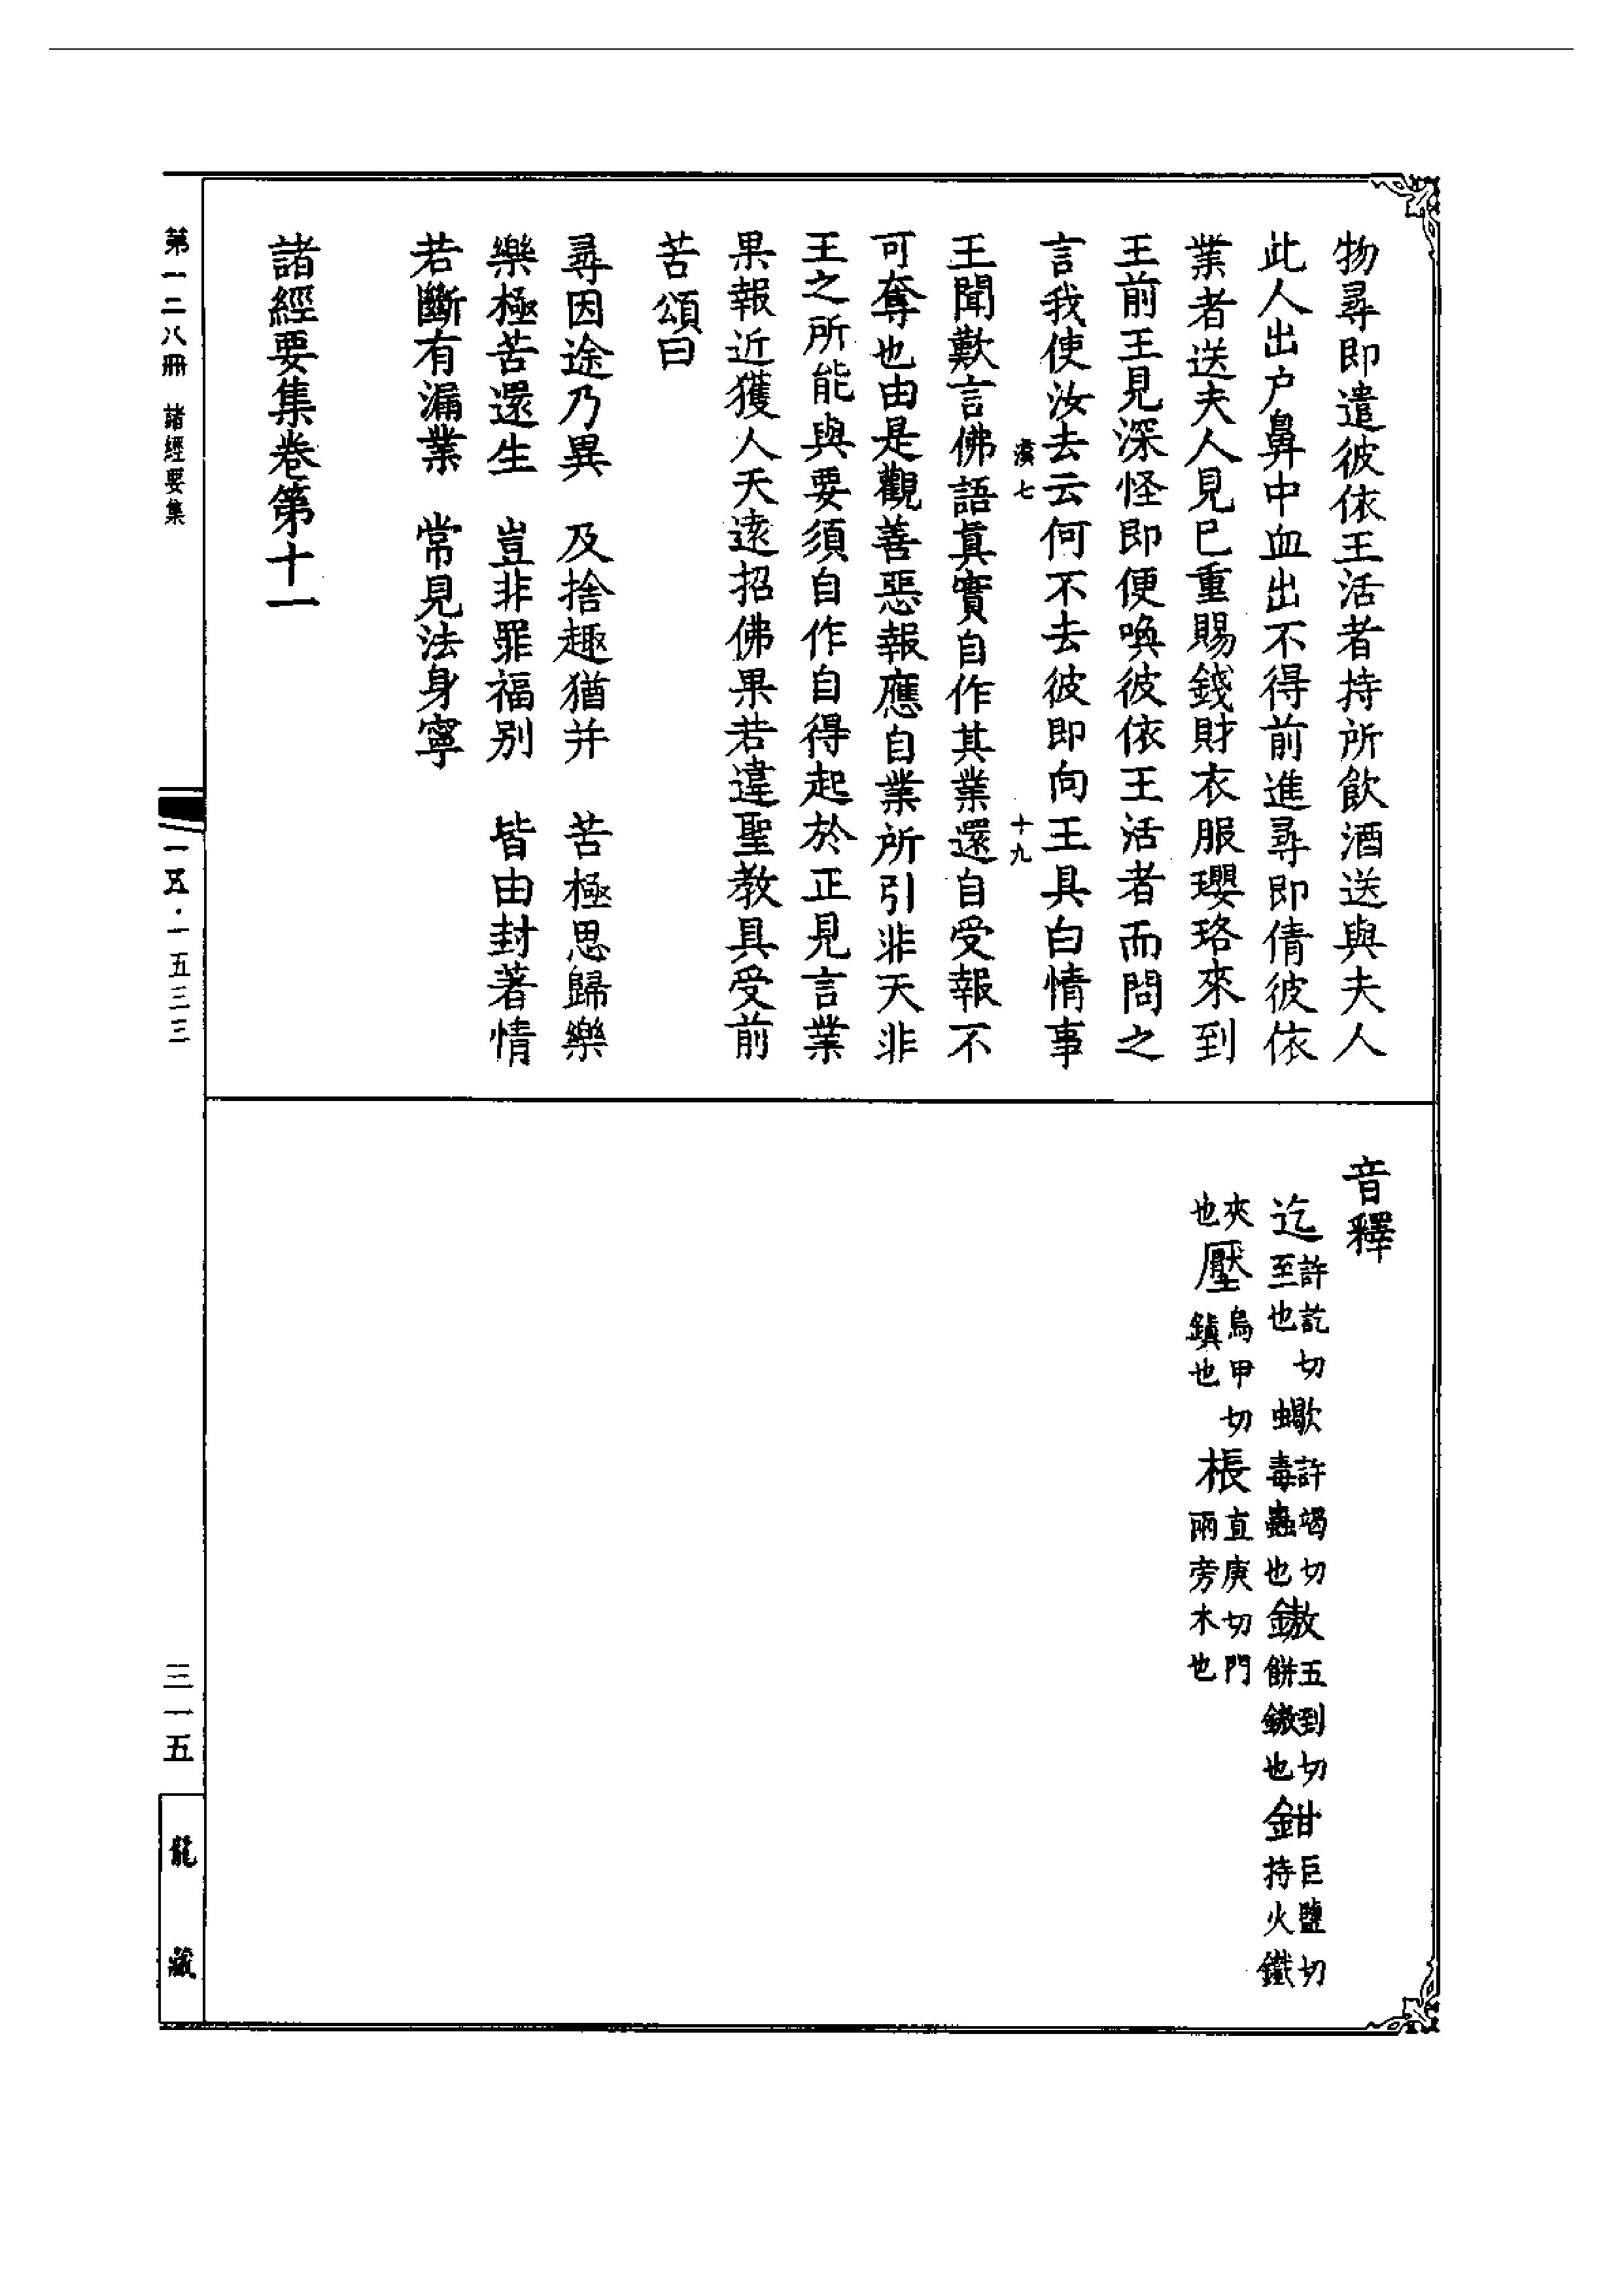 物尋即遣彼依王活者持所飲酒送與夫人
此人出户鼻中血出不得前進尋即倩彼依
業者送夫人見已重賜錢財衣服瓔珞來到
王前王見深怪即便喚彼依王活者而問之
言我使汝去云何不去彼即向王具白情事
漢七
十九
王聞歎言佛語真實自作其業還自受報不
可奪也由是觀善惡報應自業所引非天非
王之所能與要須自作自得起於正見言業
果報近獲人天遠招佛果若違聖教具受前
苦頌曰
尋因途乃異 及捨趣猶并 苦極思歸樂
樂極苦還生 豈非罪福別 皆由封著情
若斷有漏業 常見法身寧
諸經要集卷第十一
音釋
迄許訖切至也 蠍許竭切毒蟲也 鏊五到切餅鏊也 鉗巨鹽切持火鐵
夾也 壓烏甲切鎮也 棖直庚切門兩旁木也
第一二八冊 諸經要集
一五·一五三三
三一五
龍藏